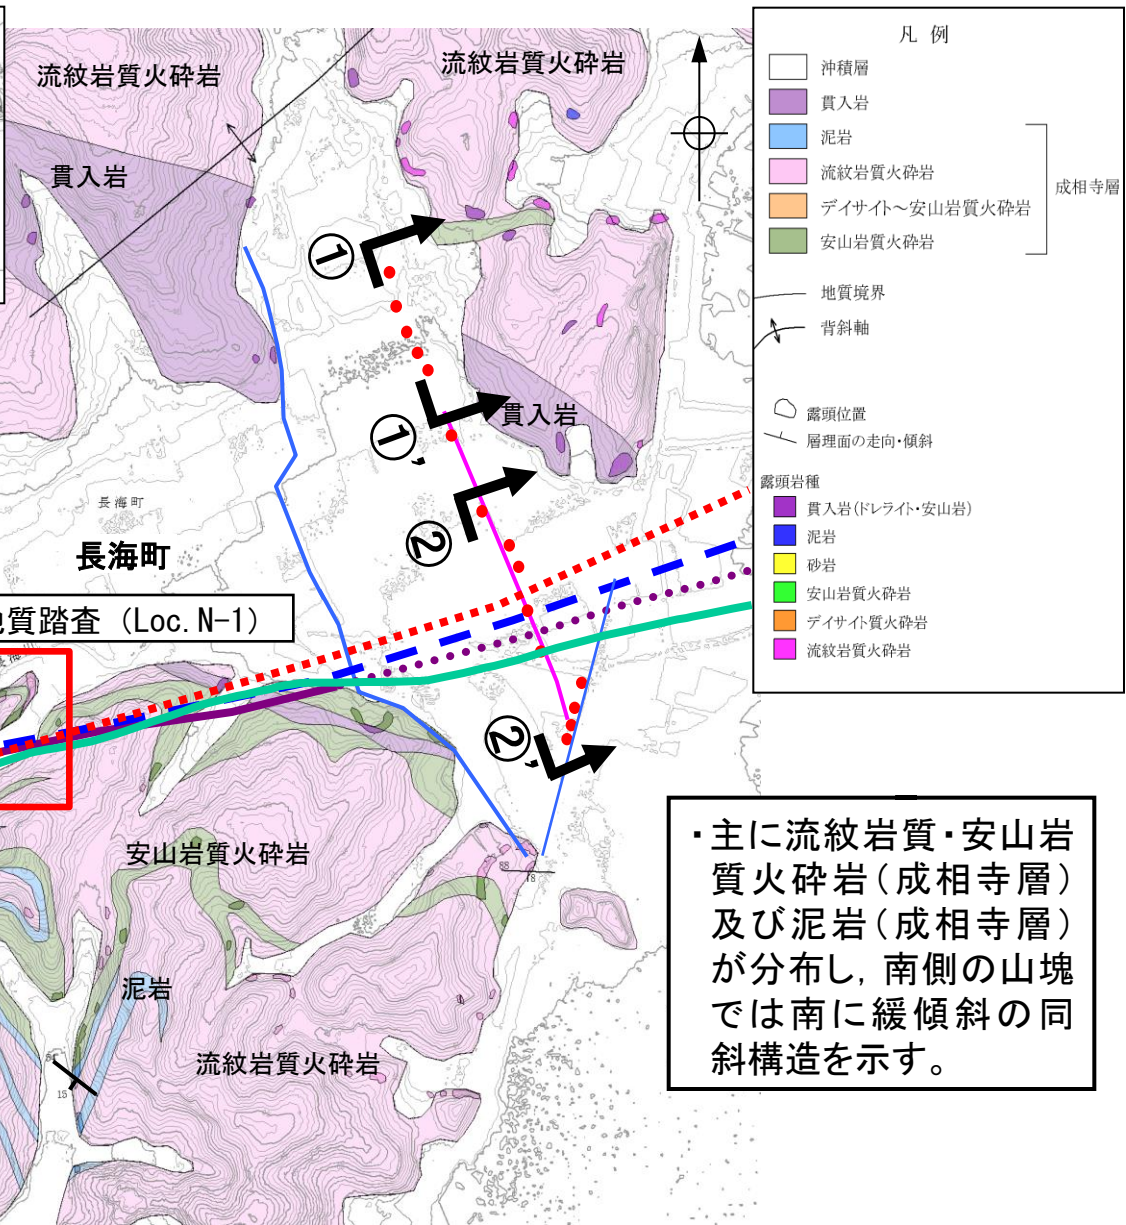 流紋岩質火砕岩
流紋岩質火砕岩
貫入岩
①
①’
貫入岩
②
長海町
長海町
質踏査（Loc.N-1）
②’
安山岩質火砕岩
泥岩
流紋岩質火砕岩
78
15
凡 例
沖積層
貫入岩
泥岩
流紋岩質火砕岩
デイサイト～安山岩質火砕岩
安山岩質火砕岩
成相寺層
地質境界
背斜軸
露頭位置
層理面の走向・傾斜
露頭岩種
貫入岩(ドレライト・安山岩)
泥岩
砂岩
安山岩質火砕岩
デイサイト質火砕岩
流紋岩質火砕岩
・主に流紋岩質・安山岩
質火砕岩（成相寺層）
及び泥岩（成相寺層）
が分布し，南側の山塊
では南に緩傾斜の同
斜構造を示す。